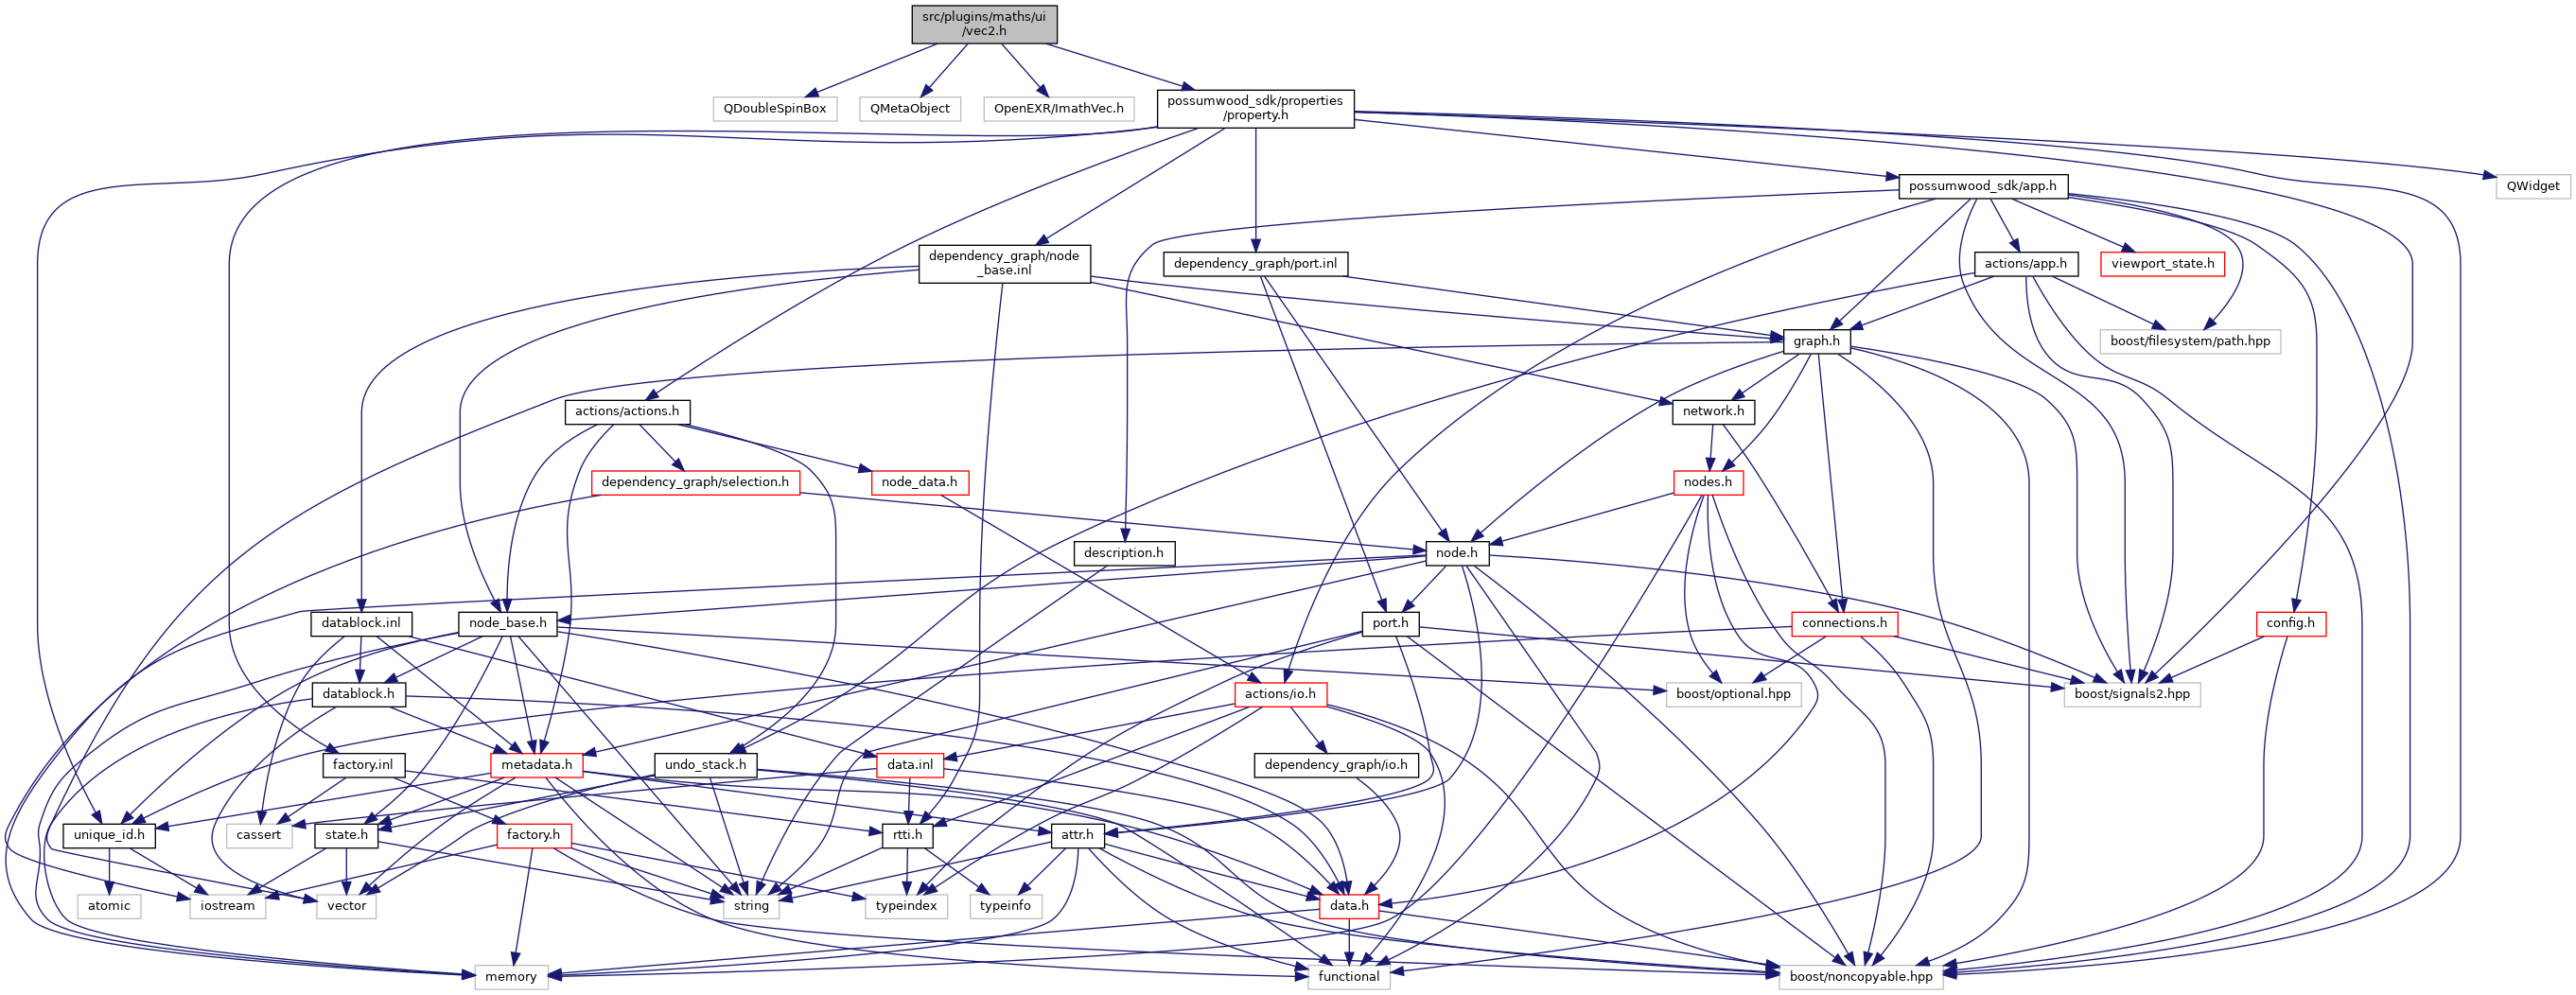 src/plugins/maths/ui
/vec2.h
QDoubleSpinBox
QMetaObject
OpenEXR/ImathVec.h
possumwood_sdk/properties
/property.h
possumwood_sdk/app.h
QWidget
dependency_graph/node
_base.inl
dependency_graph/port.inl
actions/app.h
viewport_state.h
graph.h
boost/filesystem/path.hpp
actions/actions.h
network.h
dependency_graph/selection.h
node_data.h
nodes.h
description.h
node.h
datablock.inl
node_base.h
port.h
connections.h
config.h
datablock.h
actions/io.h
boost/optional.hpp
boost/signals2.hpp
factory.inl
metadata.h
undo_stack.h
data.inl
dependency_graph/io.h
unique_id.h
cassert
state.h
factory.h
rtti.h
attr.h
atomic
iostream
vector
string
typeindex
typeinfo
data.h
memory
functional
boost/noncopyable.hpp